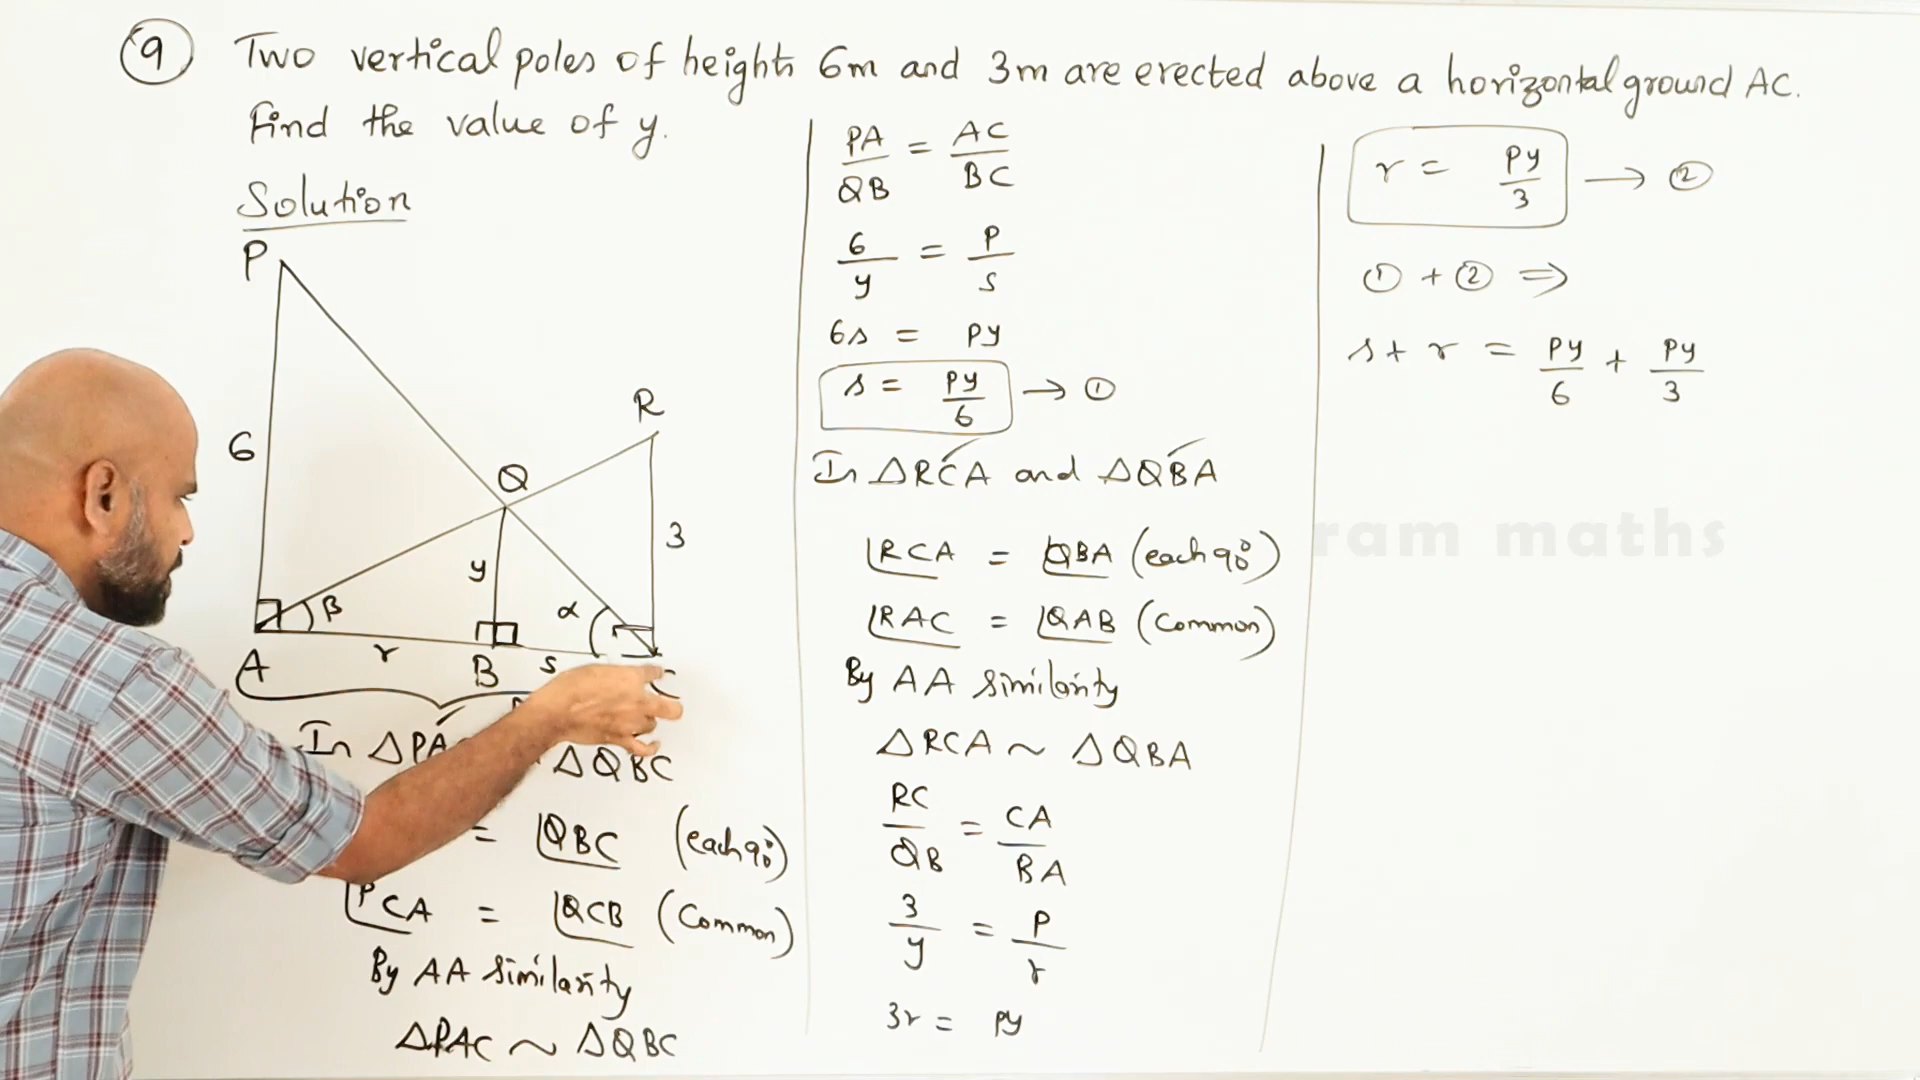 9 Two vertical poles of heights 6m and 3m are erected above a horizontal ground AC.
Find the value of y.
Solution
P
R
6
Q
3
y
β
α
A
r
B
s
C
In ΔPA
ΔQBC
= ∠QBC (each 90°)
∠PCA = ∠QCB (Common)
By AA similarity
ΔPAC ~ ΔQBC
PA/QB = AC/BC
6/y = P/s
6s = Py
s = Py/6 → ①
In ΔRCA and ΔQBA
∠RCA = ∠QBA (each 90°)
∠RAC = ∠QAB (Common)
By AA similarity
ΔRCA ~ ΔQBA
RC/QB = CA/BA
3/y = P/r
3r = Py
r = Py/3 → ②
① + ② ⇒
s + r = Py/6 + Py/3
ram maths